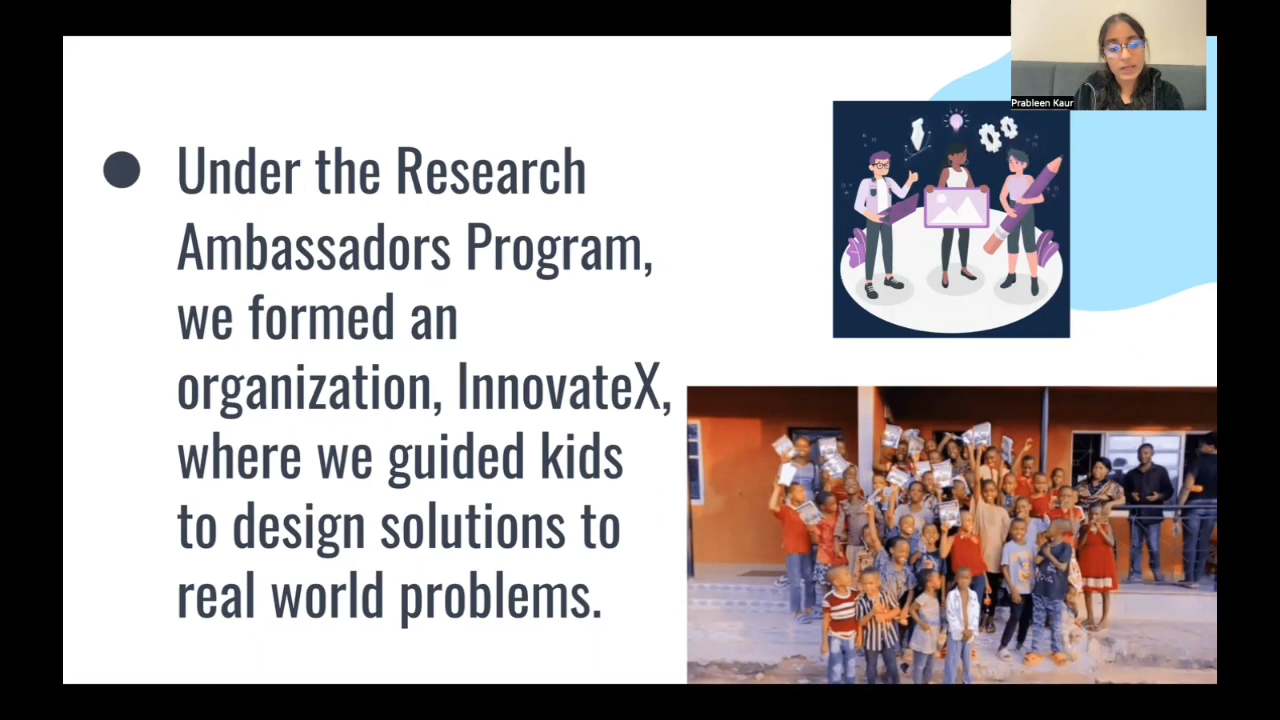 Prableen Kaur
● Under the Research
Ambassadors Program,
we formed an
organization, InnovateX,
where we guided kids
to design solutions to
real world problems.